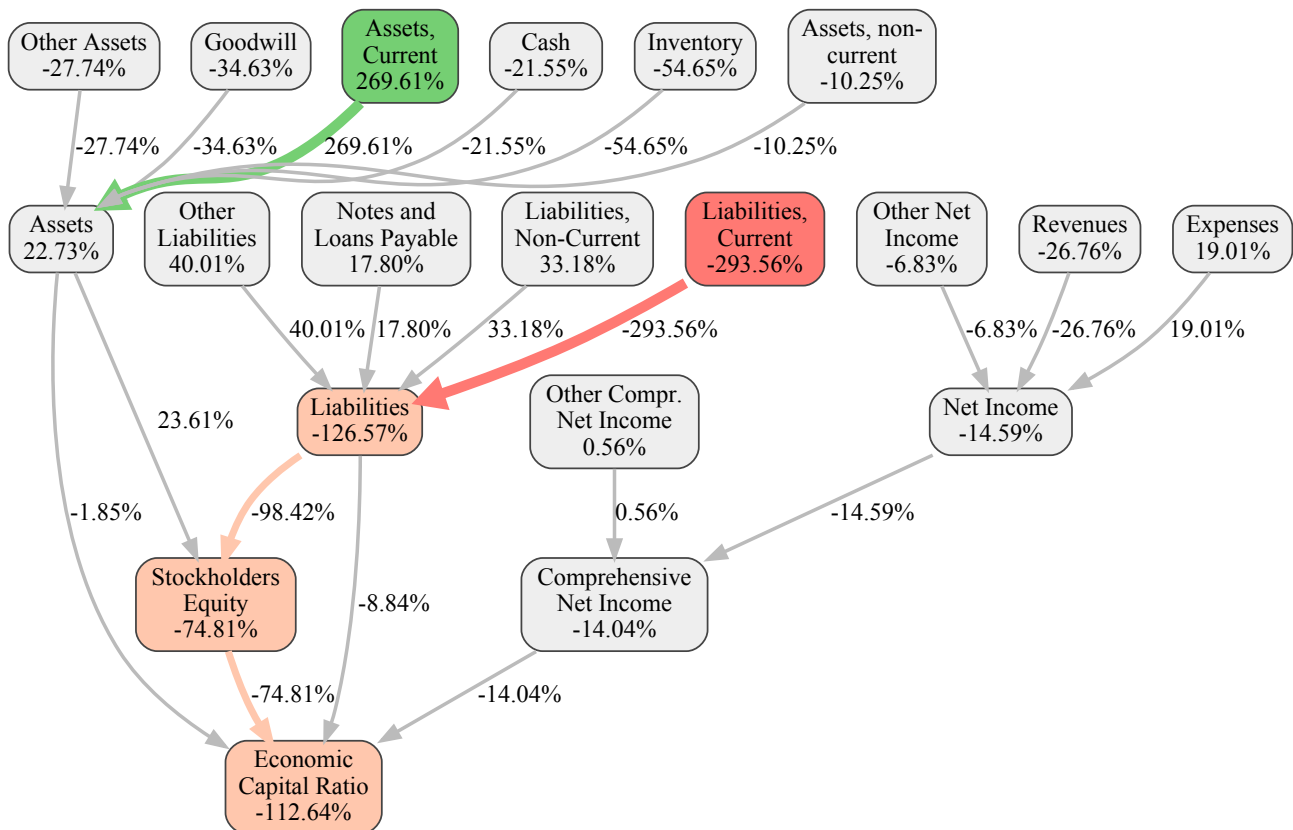 Other Assets
-27.74%
Goodwill
-34.63%
Assets,
Current
269.61%
Cash
-21.55%
Inventory
-54.65%
Assets, non-
current
-10.25%
-27.74%
-34.63%
269.61%
-21.55%
-54.65%
-10.25%
Assets
22.73%
Other
Liabilities
40.01%
Notes and
Loans Payable
17.80%
Liabilities,
Non-Current
33.18%
Liabilities,
Current
-293.56%
Other Net
Income
-6.83%
Revenues
-26.76%
Expenses
19.01%
40.01%
17.80%
33.18%
-293.56%
-6.83%
-26.76%
19.01%
23.61%
Liabilities
-126.57%
Other Compr.
Net Income
0.56%
Net Income
-14.59%
-1.85%
-98.42%
0.56%
-14.59%
Stockholders
Equity
-74.81%
-8.84%
Comprehensive
Net Income
-14.04%
-74.81%
-14.04%
Economic
Capital Ratio
-112.64%